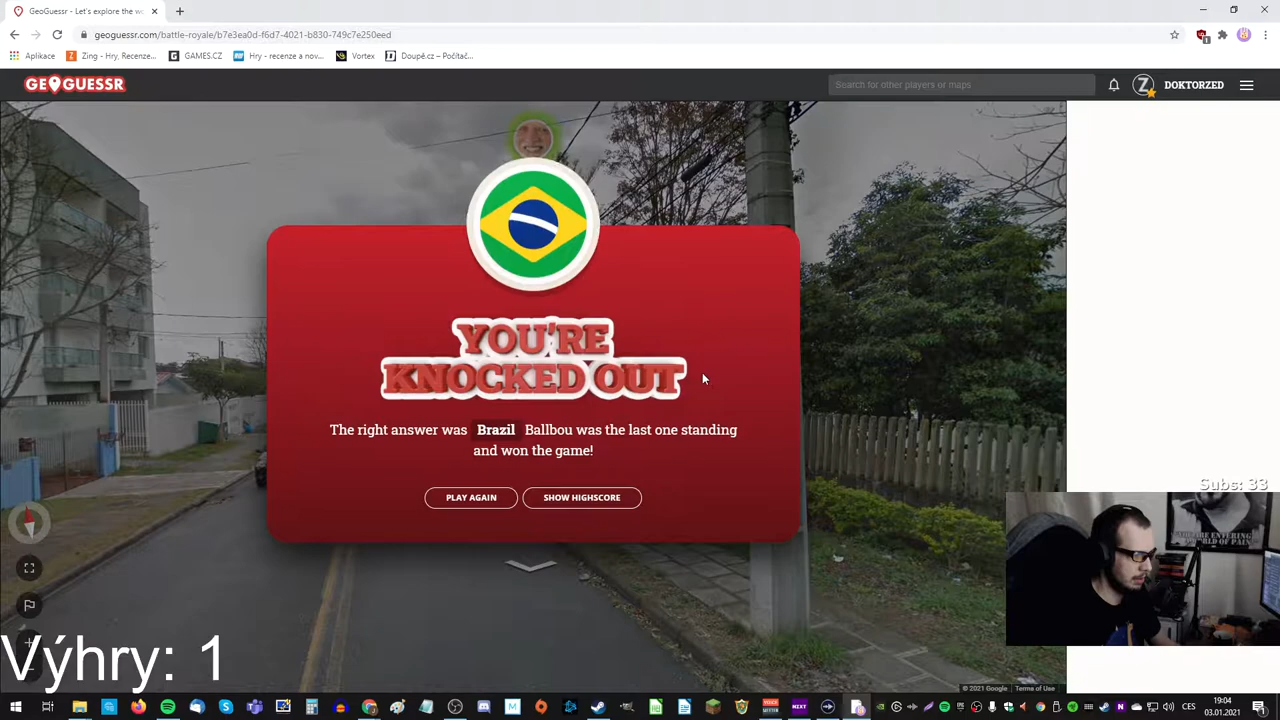 GeoGuessr - Let's explore the wo
geoguessr.com/battle-royale/b7e3ea0d-f6d7-4021-b830-749c7e250eed
1
Aplikace
Zing - Hry, Recenze...
GAMES.CZ
Hry - recenze a nov...
Vortex
Doupě.cz – Počítač...
GEOGUESSR
Search for other players or maps
Z
DOKTORZED
YOU'RE
KNOCKED OUT
The right answer was Brazil Ballbou was the last one standing
and won the game!
PLAY AGAIN
SHOW HIGHSCORE
Subs: 33
Výhry: 1
© 2021 Google
Terms of Use
CES
19:04
03.01.2021